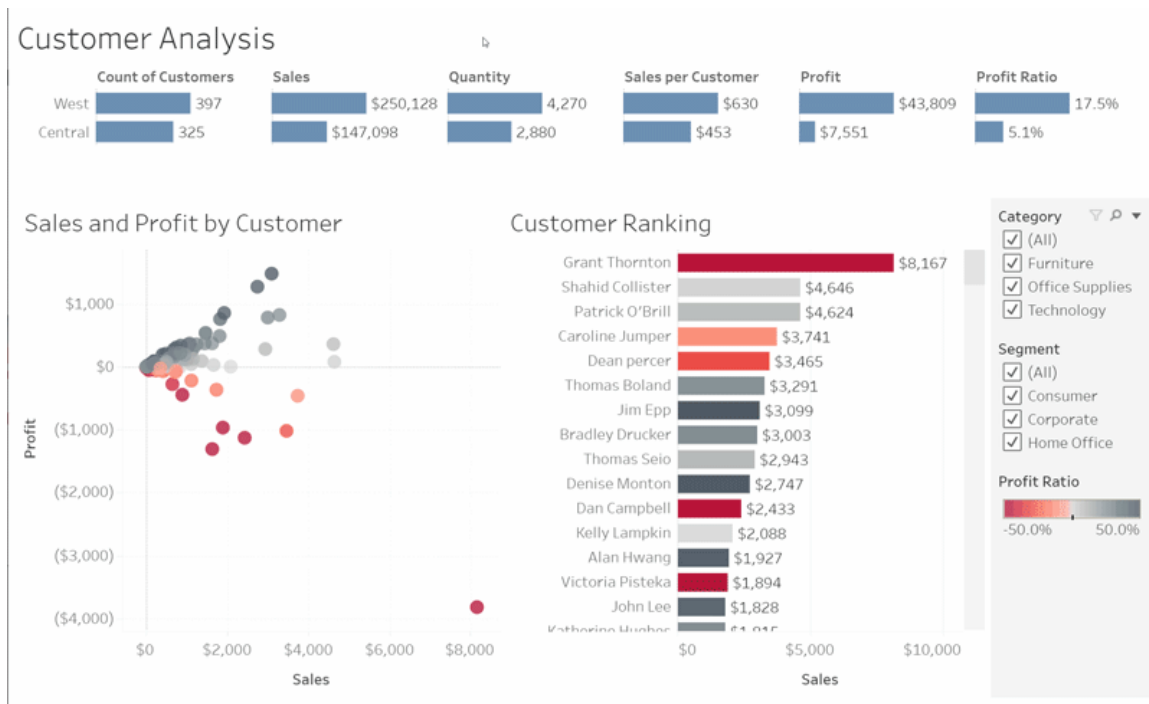 Customer Analysis
Count of Customers Sales Quantity Sales per Customer Profit Profit Ratio
West 397 $250,128 4,270 $630 $43,809 17.5%
Central 325 $147,098 2,880 $453 $7,551 5.1%
Sales and Profit by Customer
$1,000
$0
($1,000)
($2,000)
($3,000)
($4,000)
Profit
$0 $2,000 $4,000 $6,000 $8,000
Sales
Customer Ranking
Grant Thornton $8,167
Shahid Collister $4,646
Patrick O'Brill $4,624
Caroline Jumper $3,741
Dean percer $3,465
Thomas Boland $3,291
Jim Epp $3,099
Bradley Drucker $3,003
Thomas Seio $2,943
Denise Monton $2,747
Dan Campbell $2,433
Kelly Lampkin $2,088
Alan Hwang $1,927
Victoria Pisteka $1,894
John Lee $1,828
Katherine Hughes $1,815
$0 $5,000 $10,000
Sales
Category
(All)
Furniture
Office Supplies
Technology
Segment
(All)
Consumer
Corporate
Home Office
Profit Ratio
-50.0% 50.0%